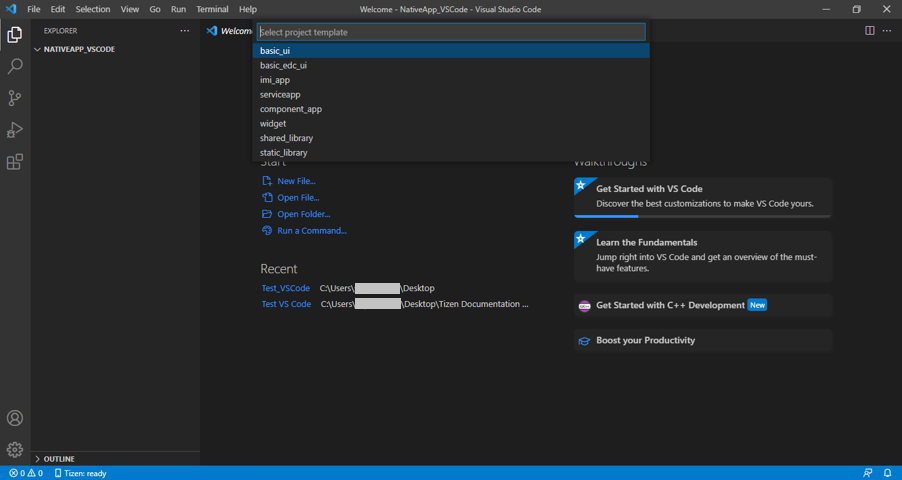 File Edit Selection View Go Run Terminal Help
Welcome - NativeApp_VSCode - Visual Studio Code
EXPLORER
NATIVEAPP_VSCODE
Welcome
Select project template
basic_ui
basic_edc_ui
imi_app
serviceapp
component_app
widget
shared_library
static_library
Start
New File...
Open File...
Open Folder...
Run a Command...
Recent
Test_VSCode C:\Users\ \Desktop
Test VS Code C:\Users\ \Desktop\Tizen Documentation ...
Walkthroughs
Get Started with VS Code
Discover the best customizations to make VS Code yours.
Learn the Fundamentals
Jump right into VS Code and get an overview of the must-
have features.
Get Started with C++ Development New
Boost your Productivity
OUTLINE
0 0 Tizen: ready